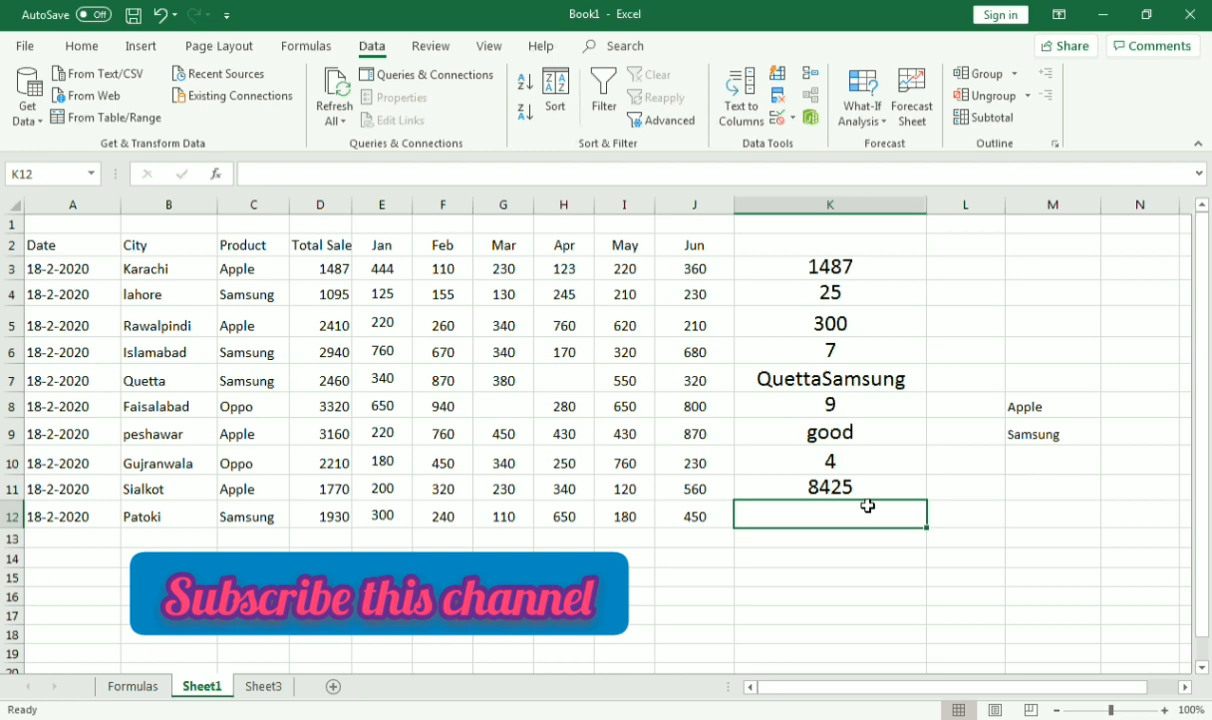 AutoSave Off Book1 - Excel Sign in
File Home Insert Page Layout Formulas Data Review View Help Search Share Comments
Get Data
From Text/CSV
From Web
From Table/Range
Recent Sources
Existing Connections
Get & Transform Data
Refresh All
Queries & Connections
Properties
Edit Links
Queries & Connections
Sort
Filter
Clear
Reapply
Advanced
Sort & Filter
Text to Columns
Data Tools
What-If Analysis
Forecast Sheet
Forecast
Group
Ungroup
Subtotal
Outline
K12 fx
A B C D E F G H I J K L M N
1
2 Date City Product Total Sale Jan Feb Mar Apr May Jun
3 18-2-2020 Karachi Apple 1487 444 110 230 123 220 360 1487
4 18-2-2020 lahore Samsung 1095 125 155 130 245 210 230 25
5 18-2-2020 Rawalpindi Apple 2410 220 260 340 760 620 210 300
6 18-2-2020 Islamabad Samsung 2940 760 670 340 170 320 680 7
7 18-2-2020 Quetta Samsung 2460 340 870 380 550 320 QuettaSamsung
8 18-2-2020 Faisalabad Oppo 3320 650 940 280 650 800 9 Apple
9 18-2-2020 peshawar Apple 3160 220 760 450 430 430 870 good Samsung
10 18-2-2020 Gujranwala Oppo 2210 180 450 340 250 760 230 4
11 18-2-2020 Sialkot Apple 1770 200 320 230 340 120 560 8425
12 18-2-2020 Patoki Samsung 1930 300 240 110 650 180 450
13
14
15
16
17
18
19
20
Subscribe this channel
Formulas Sheet1 Sheet3
Ready 100%